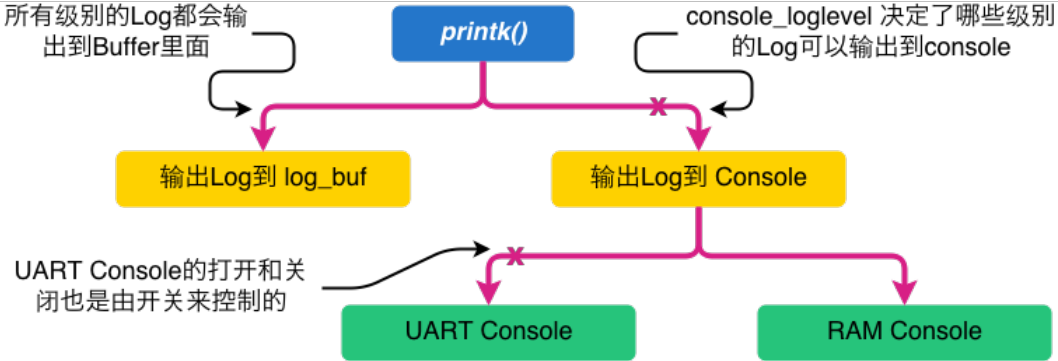 所有级别的Log都会输
出到Buffer里面
printk()
console_loglevel 决定了哪些级别
的Log可以输出到console
输出Log到 log_buf
输出Log到 Console
UART Console的打开和关
闭也是由开关来控制的
UART Console
RAM Console